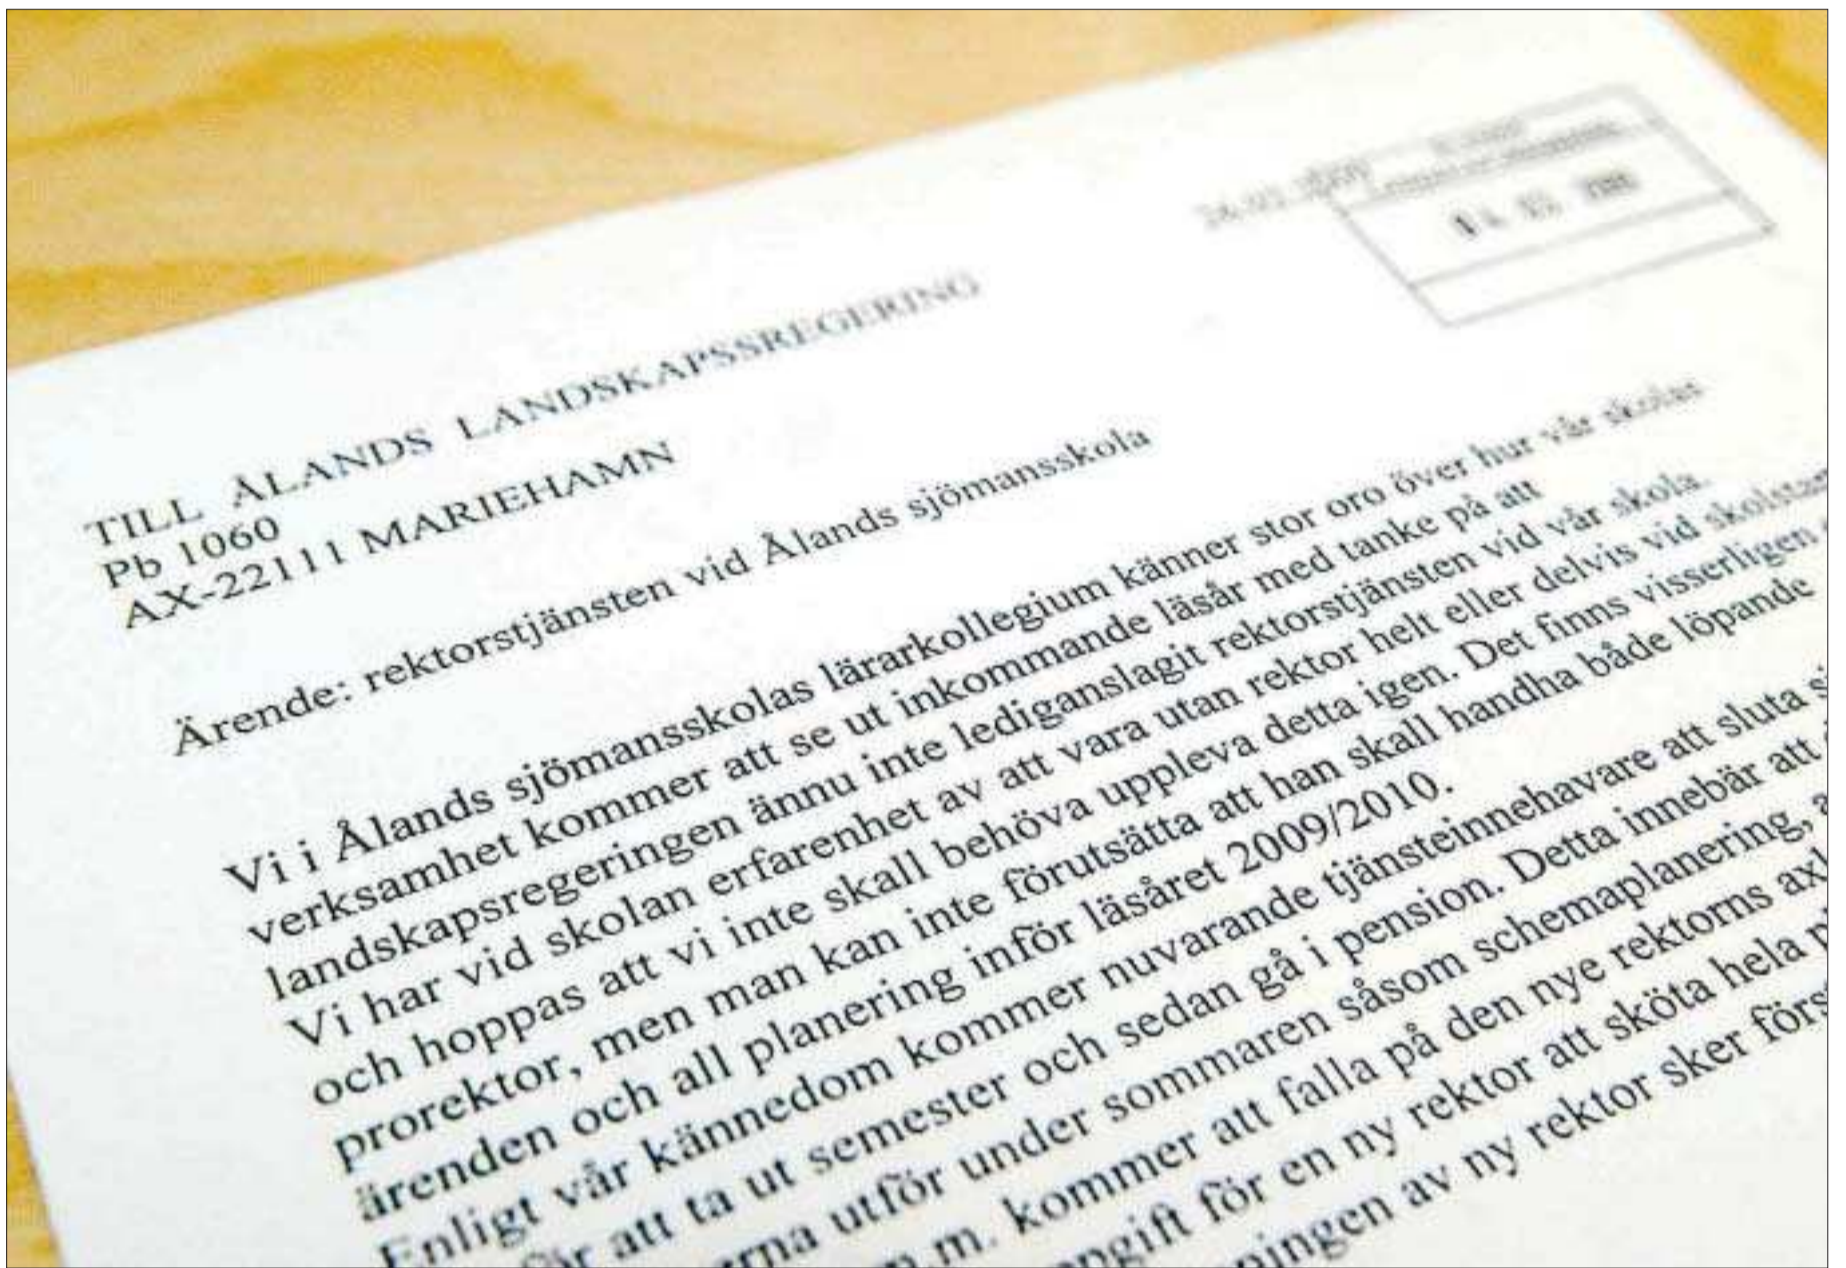 TILL ÅLANDS LANDSKAPSSREGERING
Pb 1060
AX-22111 MARIEHAMN
Ärende: rektorstjänsten vid Ålands sjömansskola
Vi i Ålands sjömansskolas lärarkollegium känner stor oro över hur vår skolas
verksamhet kommer att se ut inkommande läsår med tanke på att
landskapsregeringen ännu inte lediganslagit rektorstjänsten vid vår skola.
Vi har vid skolan erfarenhet av att vara utan rektor helt eller delvis vid
och hoppas att vi inte skall behöva uppleva detta igen. Det finns visserligen
prorektor, men man kan inte förutsätta att han skall handha både löpande
ärenden och all planering inför läsåret 2009/2010.
Enligt vår kännedom kommer nuvarande tjänsteinnehavare att sluta
att ta ut semester och sedan gå i pension. Detta innebär att
utför under sommaren såsom schemaplanering,
m.m. kommer att falla på den nye rektorns
för en ny rektor att sköta hela
av ny rektor sker